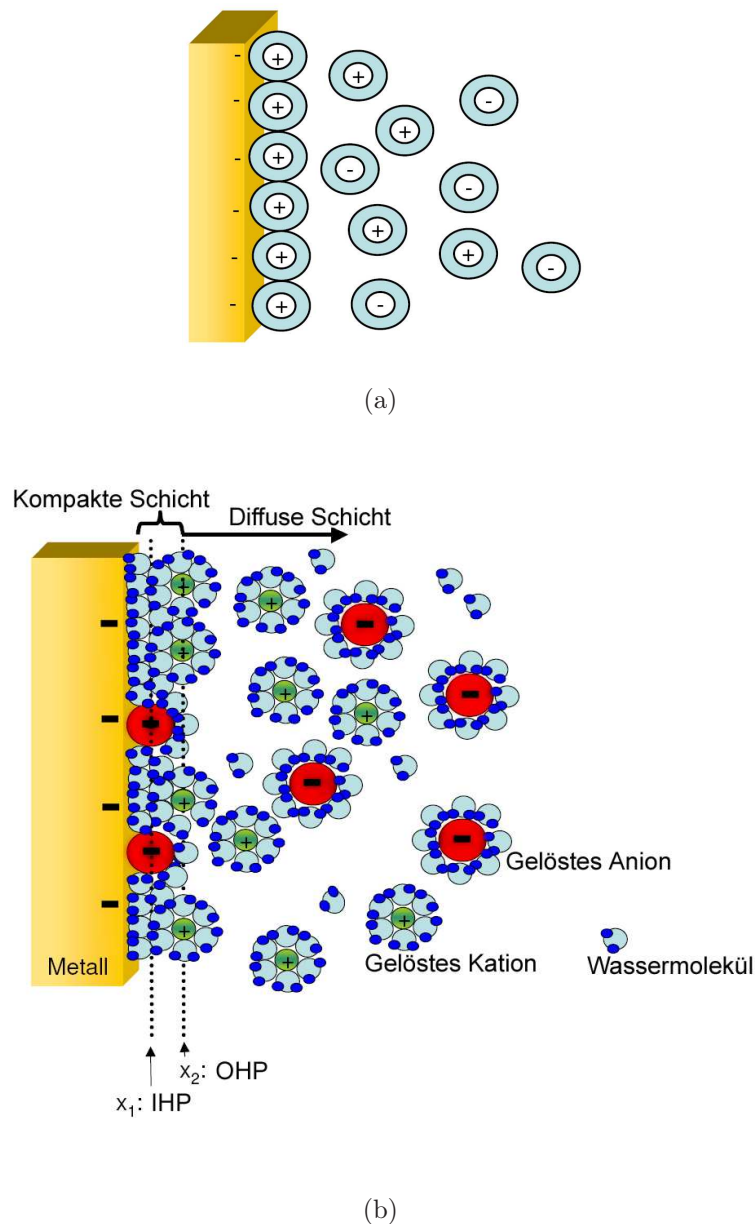 (a)
Kompakte Schicht
Diffuse Schicht
Gelöstes Anion
Metall
Gelöstes Kation
Wassermolekül
x₂: OHP
x₁: IHP
(b)